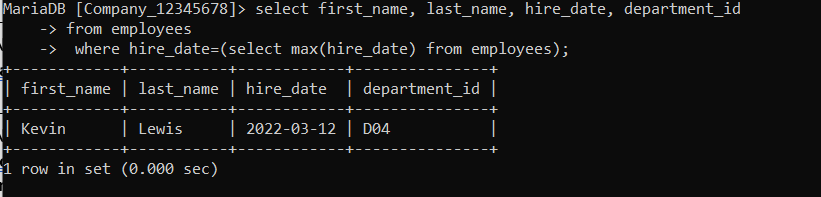 MariaDB [Company_12345678]> select first_name, last_name, hire_date, department_id
    -> from employees
    ->  where hire_date=(select max(hire_date) from employees);
+------------+-----------+------------+---------------+
| first_name | last_name | hire_date  | department_id |
+------------+-----------+------------+---------------+
| Kevin      | Lewis     | 2022-03-12 | D04           |
+------------+-----------+------------+---------------+
1 row in set (0.000 sec)